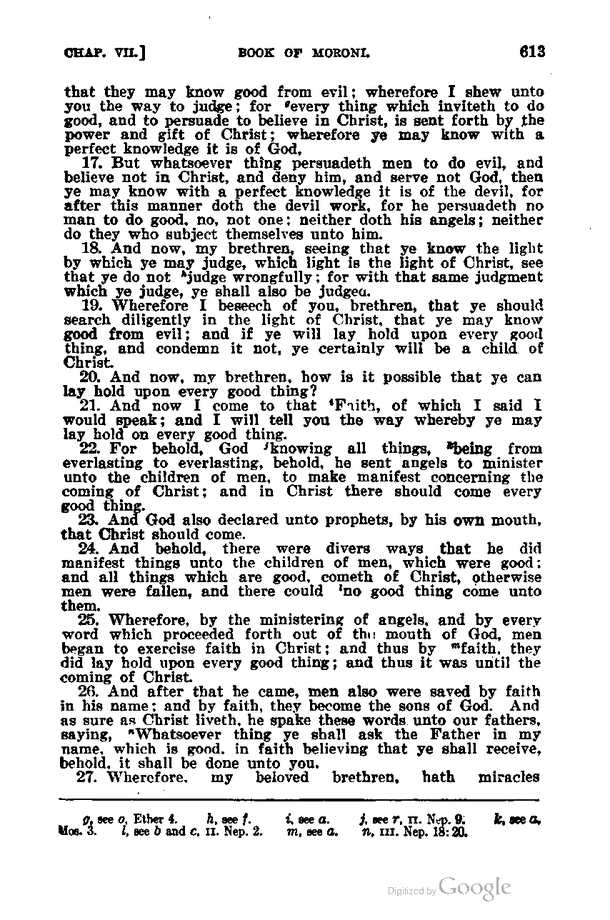 CHAP. VII.] BOOK OF MORONI. 613
that they may know good from evil; wherefore I shew unto
you the way to judge; for ᵍevery thing which inviteth to do
good, and to persuade to believe in Christ, is sent forth by the
power and gift of Christ; wherefore ye may know with a
perfect knowledge it is of God,
17. But whatsoever thing persuadeth men to do evil, and
believe not in Christ, and deny him, and serve not God, then
ye may know with a perfect knowledge it is of the devil, for
after this manner doth the devil work, for he persuadeth no
man to do good, no, not one; neither doth his angels; neither
do they who subject themselves unto him.
18. And now, my brethren, seeing that ye know the light
by which ye may judge, which light is the light of Christ, see
that ye do not ʰjudge wrongfully; for with that same judgment
which ye judge, ye shall also be judged.
19. Wherefore I beseech of you, brethren, that ye should
search diligently in the light of Christ, that ye may know
good from evil; and if ye will lay hold upon every good
thing, and condemn it not, ye certainly will be a child of
Christ.
20. And now, my brethren, how is it possible that ye can
lay hold upon every good thing?
21. And now I come to that ⁱFaith, of which I said I
would speak; and I will tell you the way whereby ye may
lay hold on every good thing.
22. For behold, God ʲknowing all things, ᵏbeing from
everlasting to everlasting, behold, he sent angels to minister
unto the children of men, to make manifest concerning the
coming of Christ; and in Christ there should come every
good thing.
23. And God also declared unto prophets, by his own mouth,
that Christ should come.
24. And behold, there were divers ways that he did
manifest things unto the children of men, which were good;
and all things which are good, cometh of Christ, otherwise
men were fallen, and there could ˡno good thing come unto
them.
25. Wherefore, by the ministering of angels, and by every
word which proceeded forth out of the mouth of God, men
began to exercise faith in Christ; and thus by ᵐfaith, they
did lay hold upon every good thing; and thus it was until the
coming of Christ.
26. And after that he came, men also were saved by faith
in his name; and by faith, they become the sons of God. And
as sure as Christ liveth, he spake these words unto our fathers,
saying, ⁿWhatsoever thing ye shall ask the Father in my
name, which is good, in faith believing that ye shall receive,
behold, it shall be done unto you.
27. Wherefore, my beloved brethren, hath miracles
g, see o, Ether 4. h, see f. i, see a. j, see r, II. Nep. 9. k, see a,
Mos. 3. l, see b and c, II. Nep. 2. m, see a. n, III. Nep. 18:20.
Digitized by Google